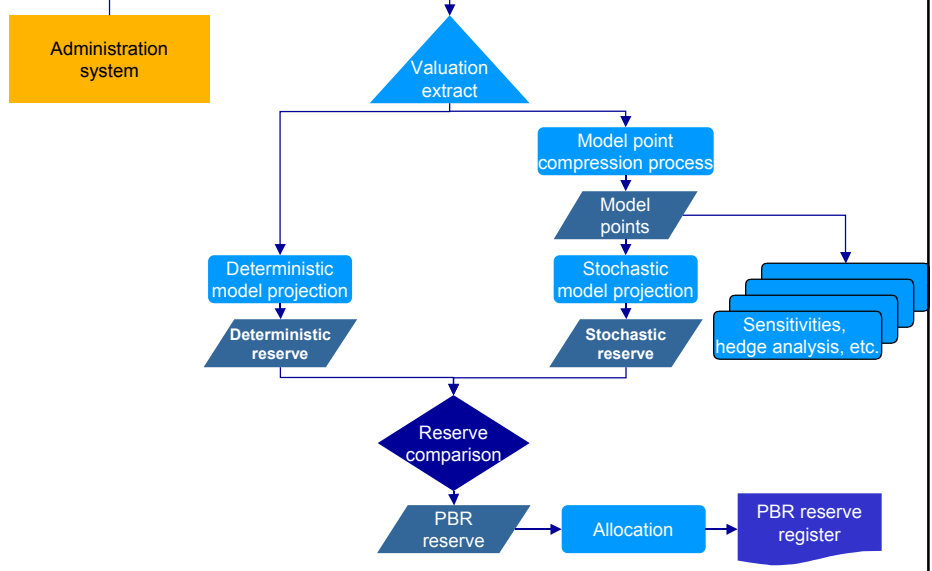 Administration
system
Valuation
extract
Model point
compression process
Model
points
Deterministic
model projection
Stochastic
model projection
Deterministic
reserve
Stochastic
reserve
Sensitivities,
hedge analysis, etc.
Reserve
comparison
PBR
reserve
Allocation
PBR reserve
register